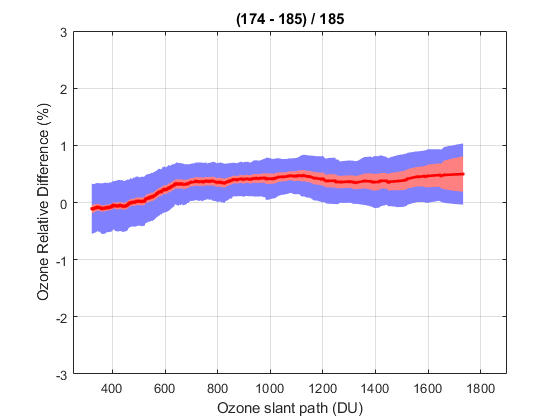 (174 - 185) / 185
Ozone Relative Difference (%)
3
2
1
0
-1
-2
-3
400 600 800 1000 1200 1400 1600 1800
Ozone slant path (DU)